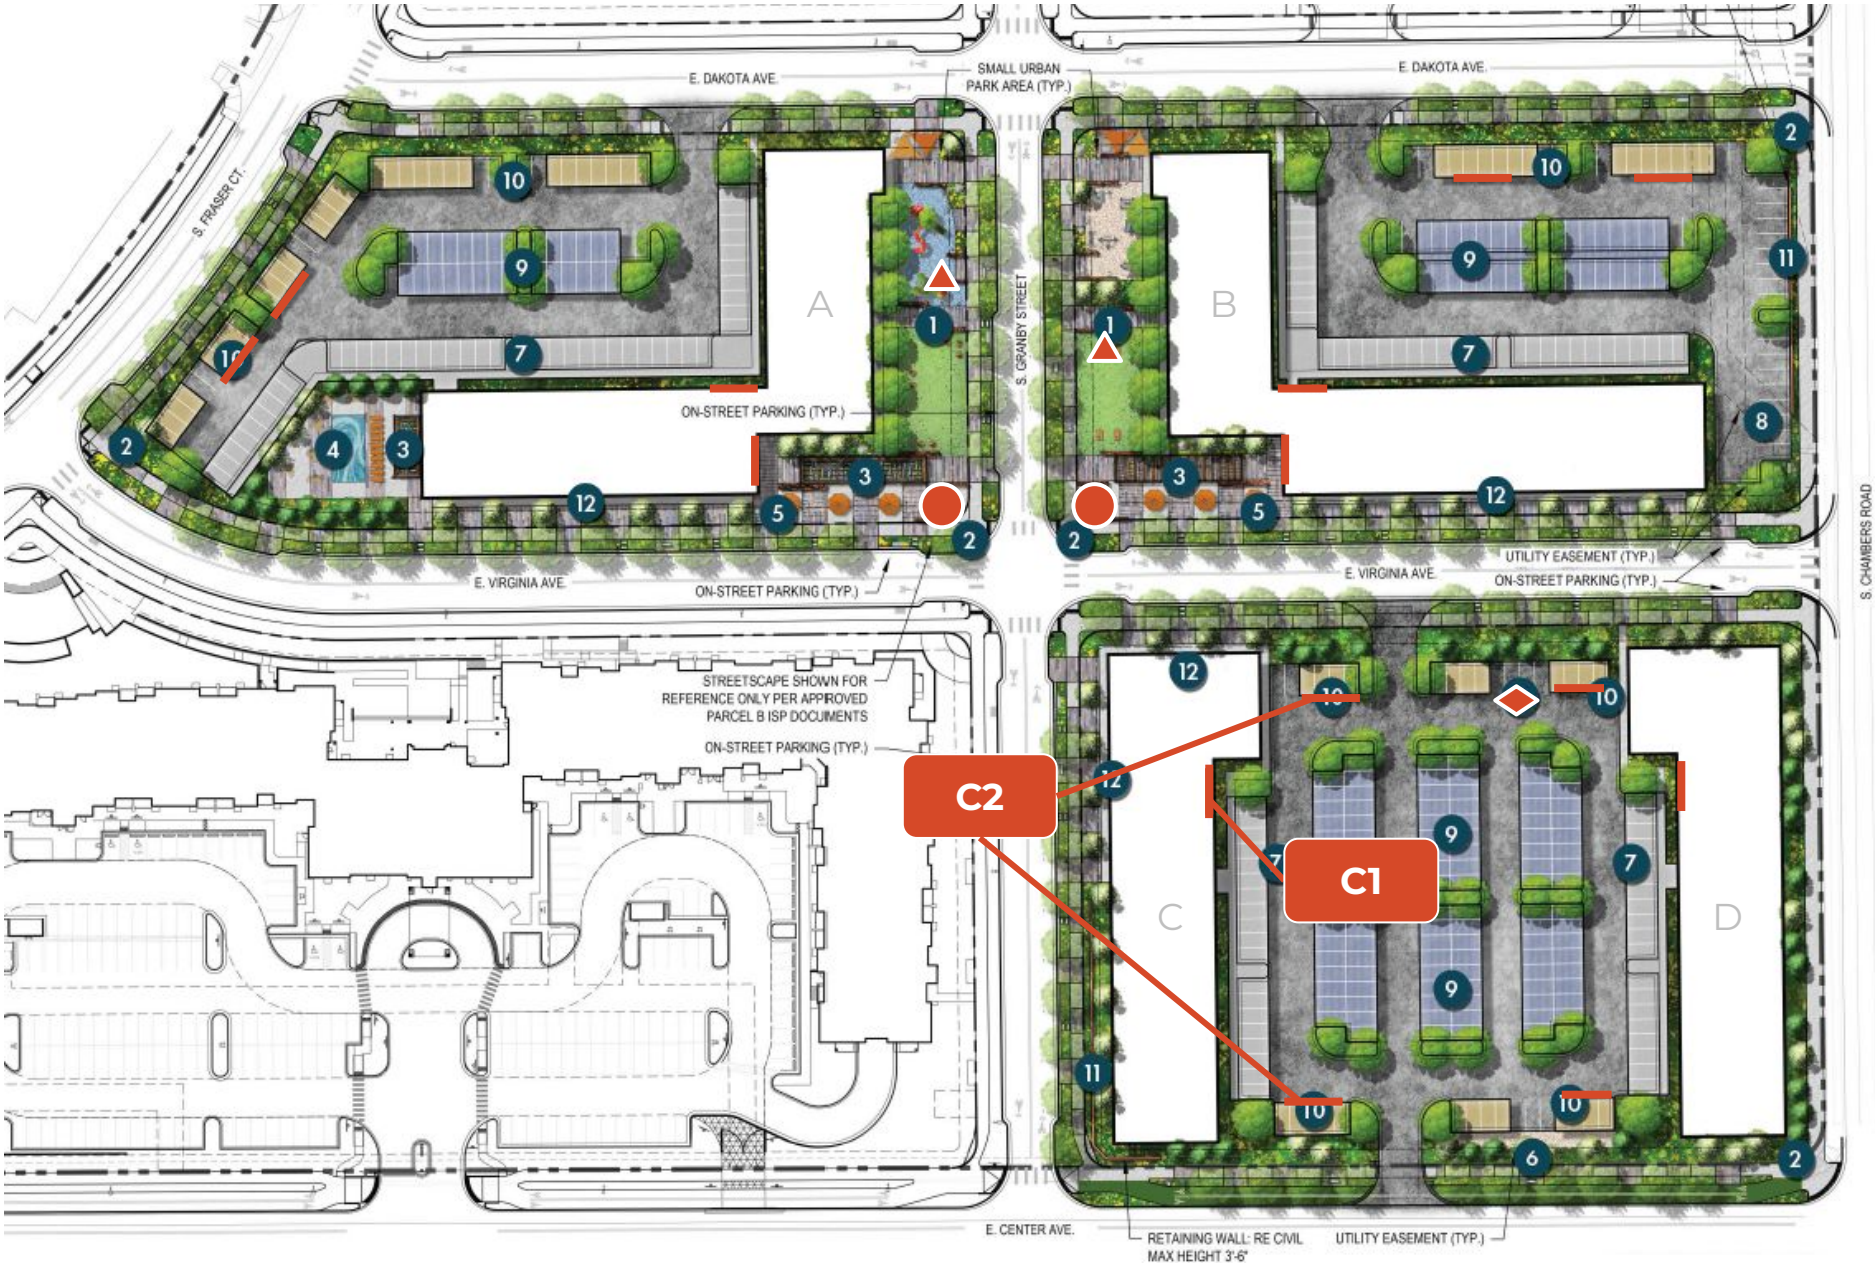 E. DAKOTA AVE.
SMALL URBAN
PARK AREA (TYP.)
E. DAKOTA AVE.
2
10
10
S. FRASER CT.
9
9
11
A
B
S. GRANBY STREET
1
1
7
7
10
ON-STREET PARKING (TYP.)
8
2
4
3
3
3
12
12
5
5
2
2
S. CHAMBERS ROAD
UTILITY EASEMENT (TYP.)
E. VIRGINIA AVE.
E. VIRGINIA AVE.
ON-STREET PARKING (TYP.)
ON-STREET PARKING (TYP.)
STREETSCAPE SHOWN FOR
REFERENCE ONLY PER APPROVED
PARCEL B ISP DOCUMENTS
ON-STREET PARKING (TYP.)
12
10
10
C2
12
9
7
7
C1
C
D
9
11
10
10
6
2
E. CENTER AVE.
RETAINING WALL: RE CIVIL
MAX HEIGHT 3'-6"
UTILITY EASEMENT (TYP.)